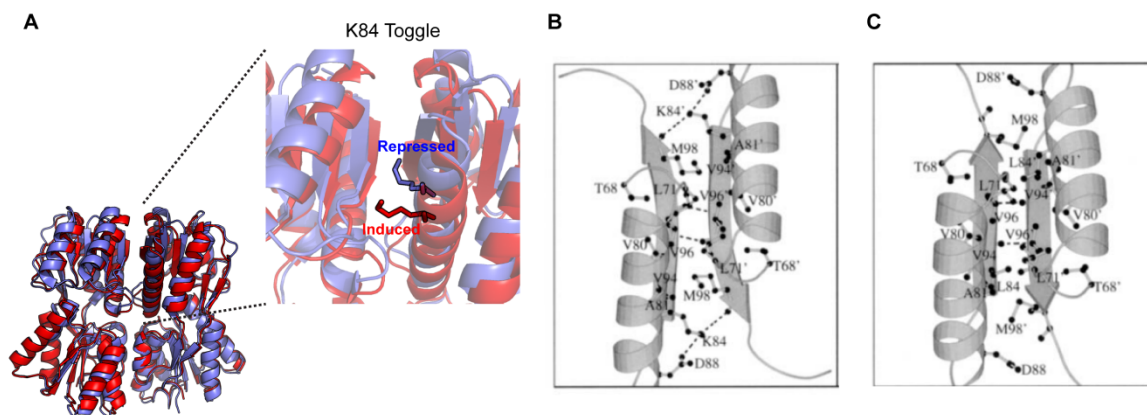 A
K84 Toggle
Repressed
Induced
B
D88'
K84'
M98
A81'
V94'
T68
L71
V96'
V80'
V80
V96
T68'
L71'
V94
M98'
A81
K84
D88
C
D88'
M98
L84'
A81'
T68
L71
V94'
V96
V80
V80'
V96'
V94
L84
L71'
T68'
A81
M98'
D88